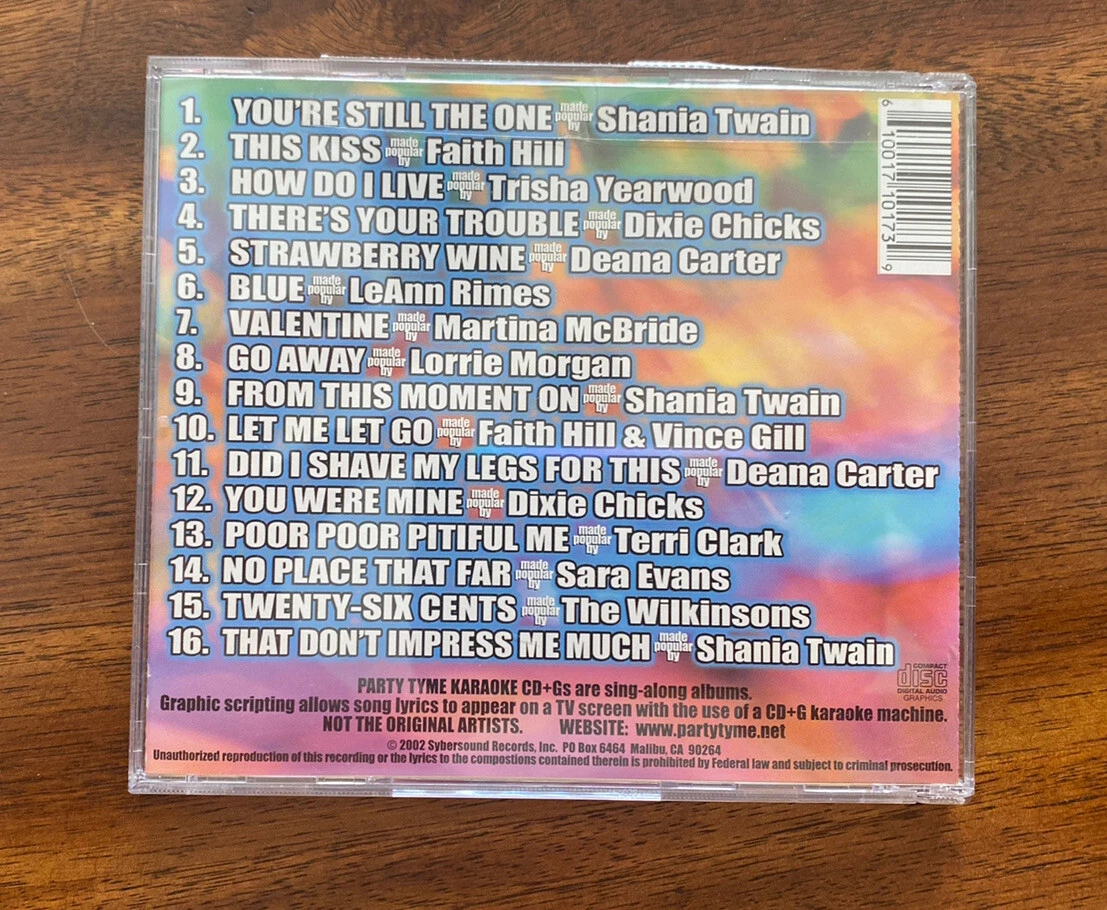 1. YOU'RE STILL THE ONE made popular by Shania Twain
2. THIS KISS made popular by Faith Hill
3. HOW DO I LIVE made popular by Trisha Yearwood
4. THERE'S YOUR TROUBLE made popular by Dixie Chicks
5. STRAWBERRY WINE made popular by Deana Carter
6. BLUE made popular by LeAnn Rimes
7. VALENTINE made popular by Martina McBride
8. GO AWAY made popular by Lorrie Morgan
9. FROM THIS MOMENT ON made popular by Shania Twain
10. LET ME LET GO made popular by Faith Hill & Vince Gill
11. DID I SHAVE MY LEGS FOR THIS made popular by Deana Carter
12. YOU WERE MINE made popular by Dixie Chicks
13. POOR POOR PITIFUL ME made popular by Terri Clark
14. NO PLACE THAT FAR made popular by Sara Evans
15. TWENTY-SIX CENTS made popular by The Wilkinsons
16. THAT DON'T IMPRESS ME MUCH made popular by Shania Twain
6 10017 10173 9
COMPACT
disc
DIGITAL AUDIO
GRAPHICS
PARTY TYME KARAOKE CD+Gs are sing-along albums.
Graphic scripting allows song lyrics to appear on a TV screen with the use of a CD+G karaoke machine.
NOT THE ORIGINAL ARTISTS. WEBSITE: www.partytyme.net
© 2002 Sybersound Records, Inc. PO Box 6464 Malibu, CA 90264
Unauthorized reproduction of this recording or the lyrics to the compostions contained therein is prohibited by Federal law and subject to criminal prosecution.